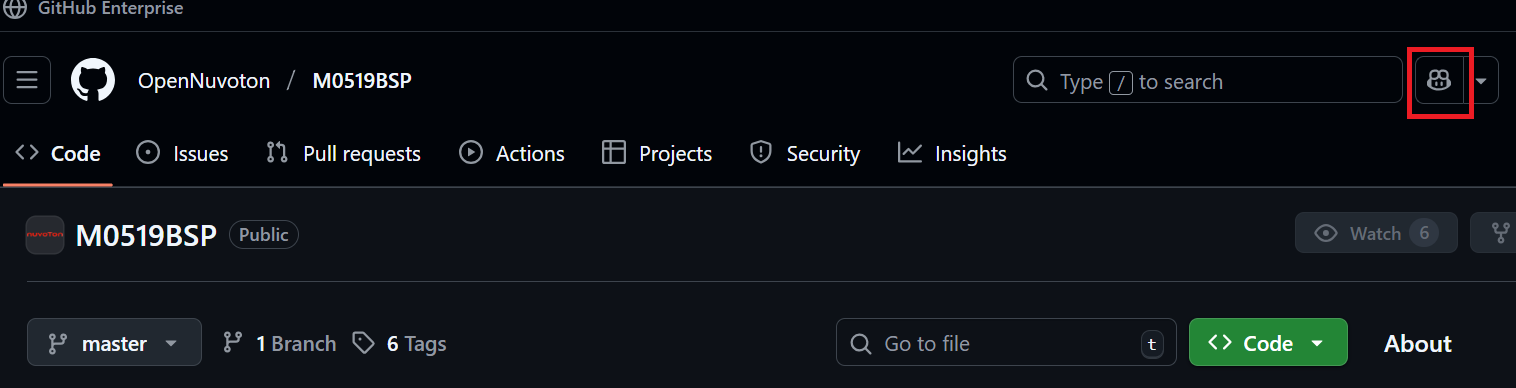 GitHub Enterprise
OpenNuvoton / M0519BSP
Type / to search
Code Issues Pull requests Actions Projects Security Insights
nuvoTon M0519BSP Public
Watch 6
master 1 Branch 6 Tags
Go to file t
Code
About